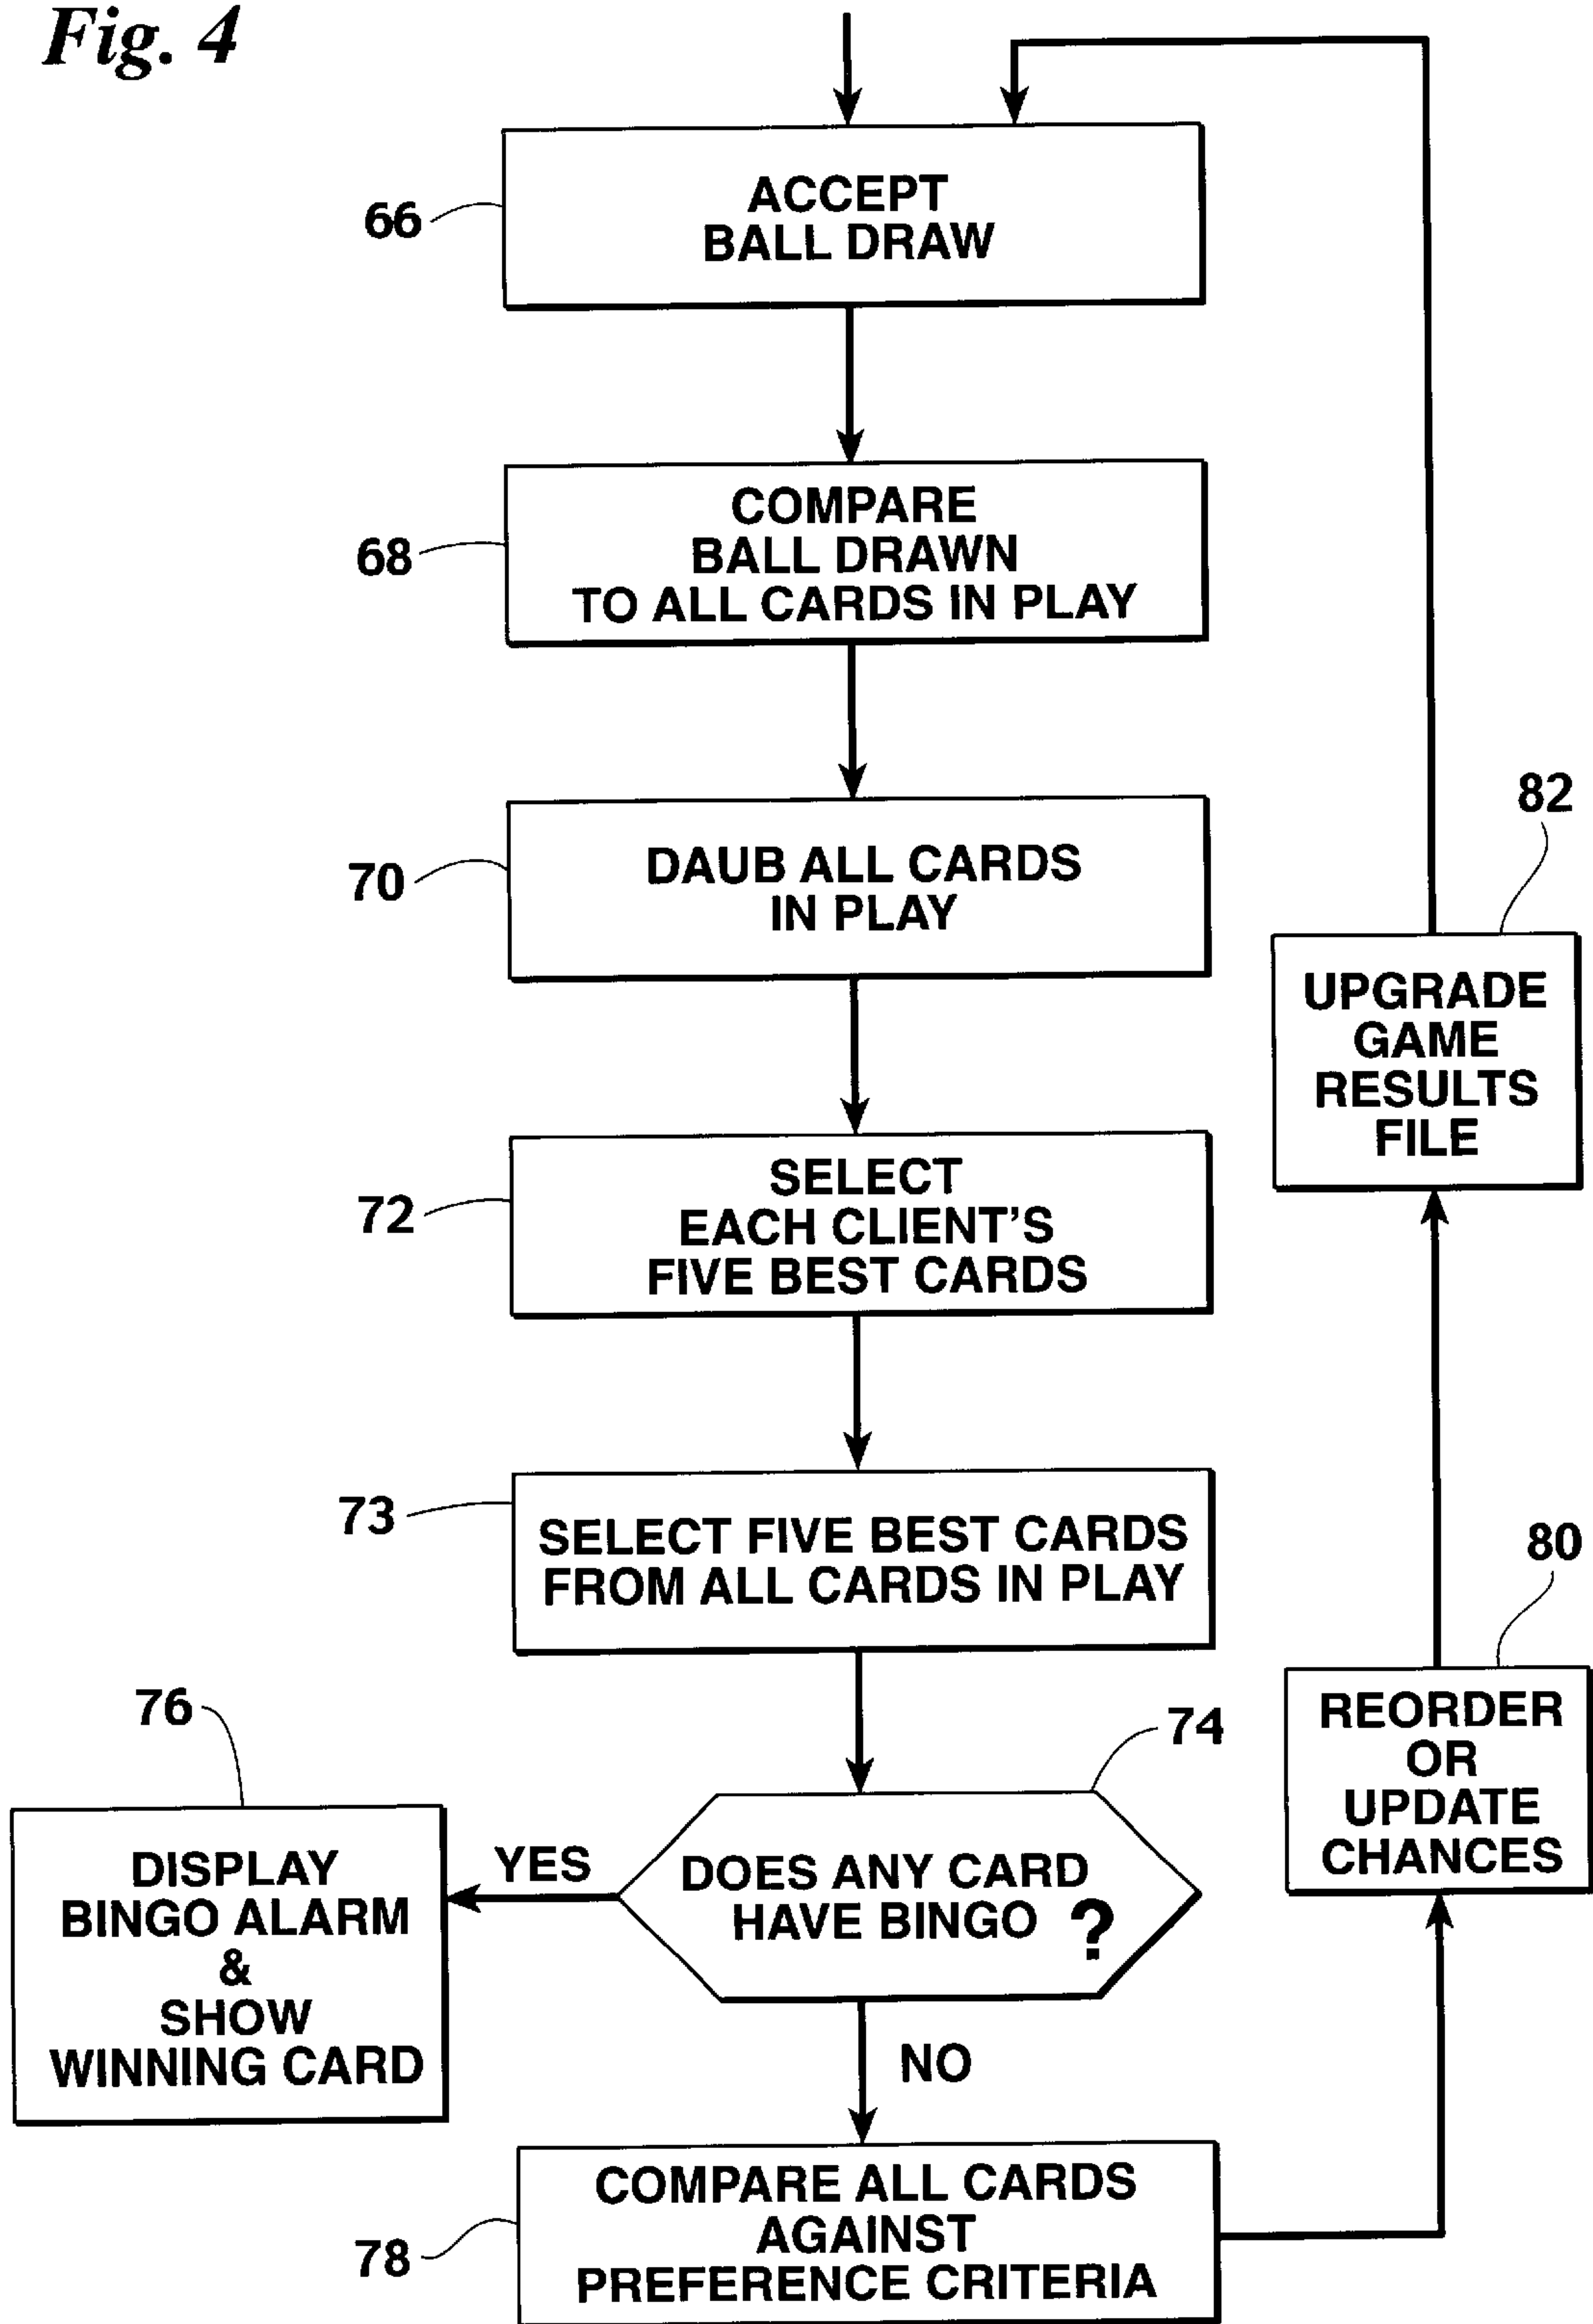 Fig. 4
66
ACCEPT
BALL DRAW
68
COMPARE
BALL DRAWN
TO ALL CARDS IN PLAY
70
DAUB ALL CARDS
IN PLAY
72
SELECT
EACH CLIENT'S
FIVE BEST CARDS
73
SELECT FIVE BEST CARDS
FROM ALL CARDS IN PLAY
74
DOES ANY CARD
HAVE BINGO ?
YES
76
DISPLAY
BINGO ALARM
&
SHOW
WINNING CARD
NO
78
COMPARE ALL CARDS
AGAINST
PREFERENCE CRITERIA
80
REORDER
OR
UPDATE
CHANCES
82
UPGRADE
GAME
RESULTS
FILE